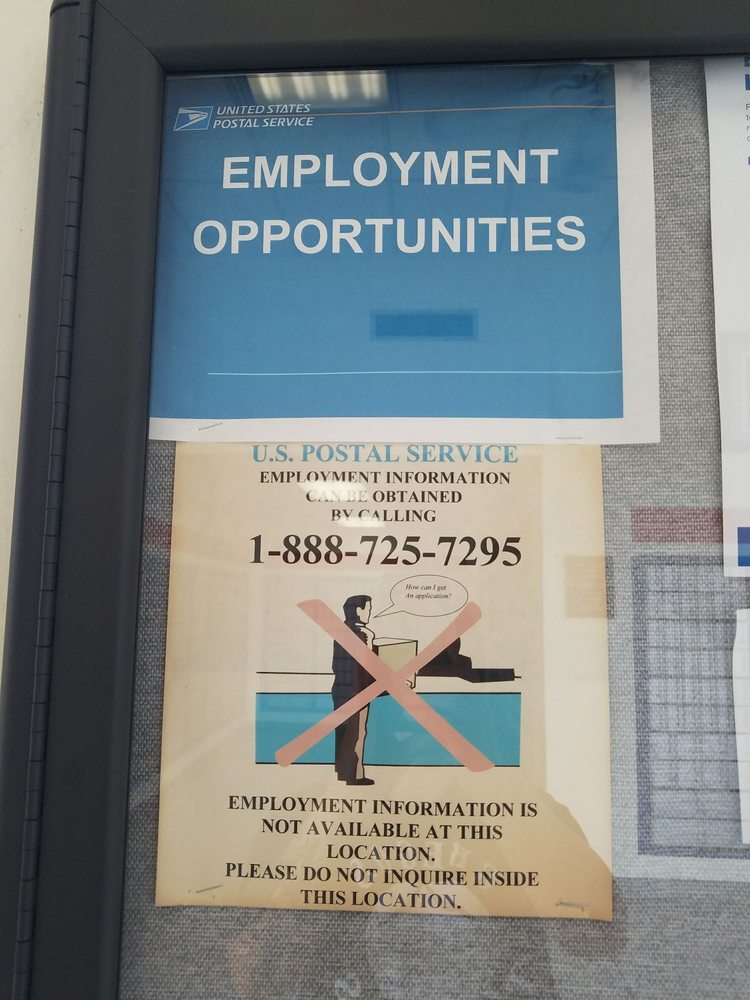 UNITED STATES
POSTAL SERVICE
EMPLOYMENT
OPPORTUNITIES
U.S. POSTAL SERVICE
EMPLOYMENT INFORMATION
CAN BE OBTAINED
BY CALLING
1-888-725-7295
How can I get
An application?
EMPLOYMENT INFORMATION IS
NOT AVAILABLE AT THIS
LOCATION.
PLEASE DO NOT INQUIRE INSIDE
THIS LOCATION.